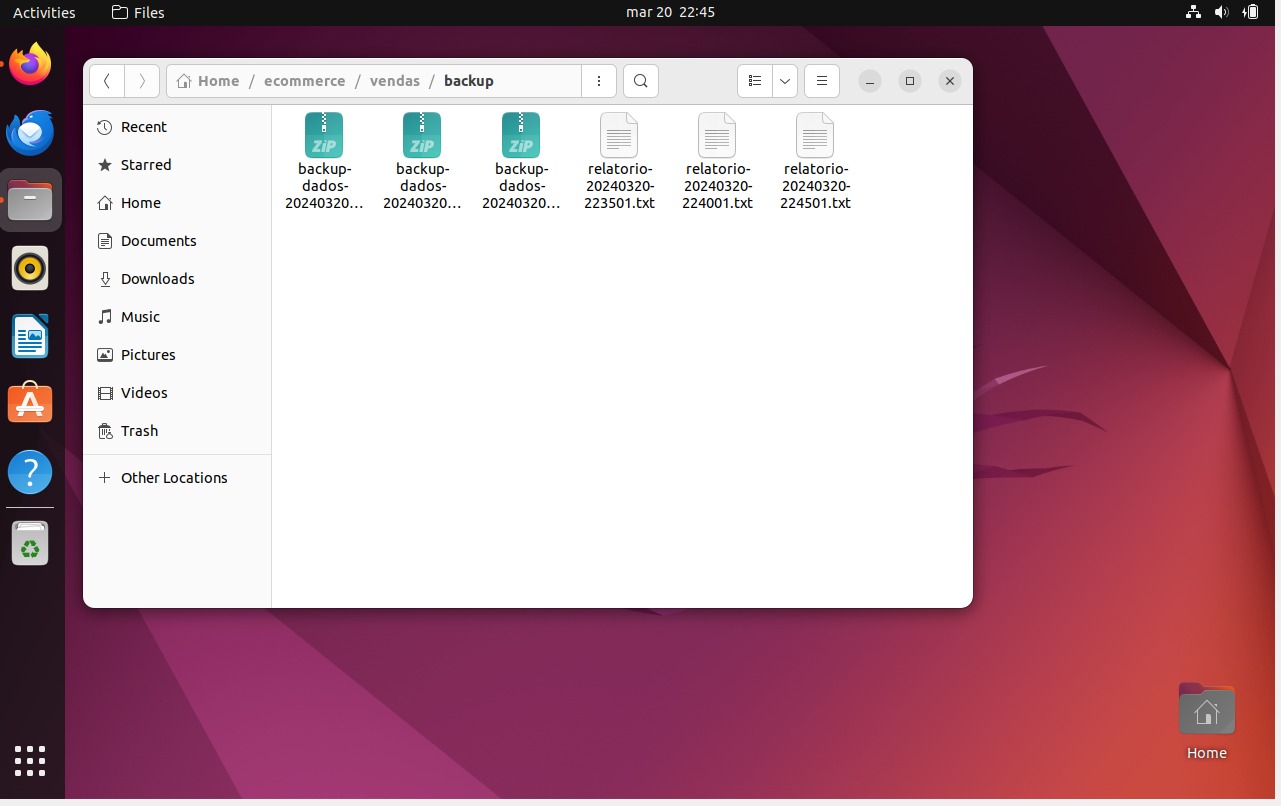 Activities
Files
mar 20 22:45
Home / ecommerce / vendas / backup
Recent
Starred
Home
Documents
Downloads
Music
Pictures
Videos
Trash
Other Locations
ZiP
backup-
dados-
20240320...
ZiP
backup-
dados-
20240320...
ZiP
backup-
dados-
20240320...
relatorio-
20240320-
223501.txt
relatorio-
20240320-
224001.txt
relatorio-
20240320-
224501.txt
Home